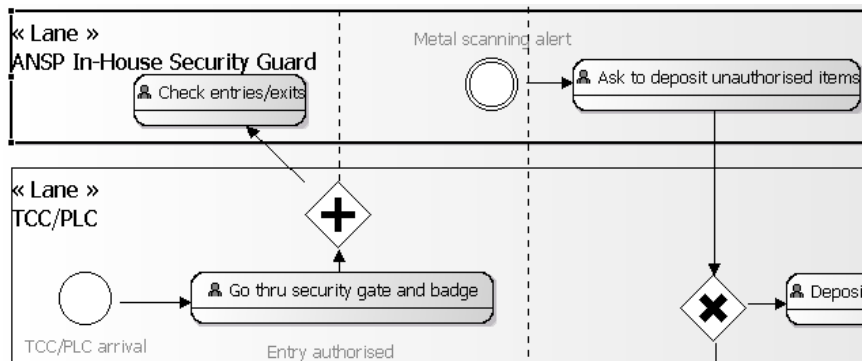 « Lane »
ANSP In-House Security Guard
Metal scanning alert
Check entries/exits
Ask to deposit unauthorised items
« Lane »
TCC/PLC
Go thru security gate and badge
Deposi
TCC/PLC arrival
Entry authorised